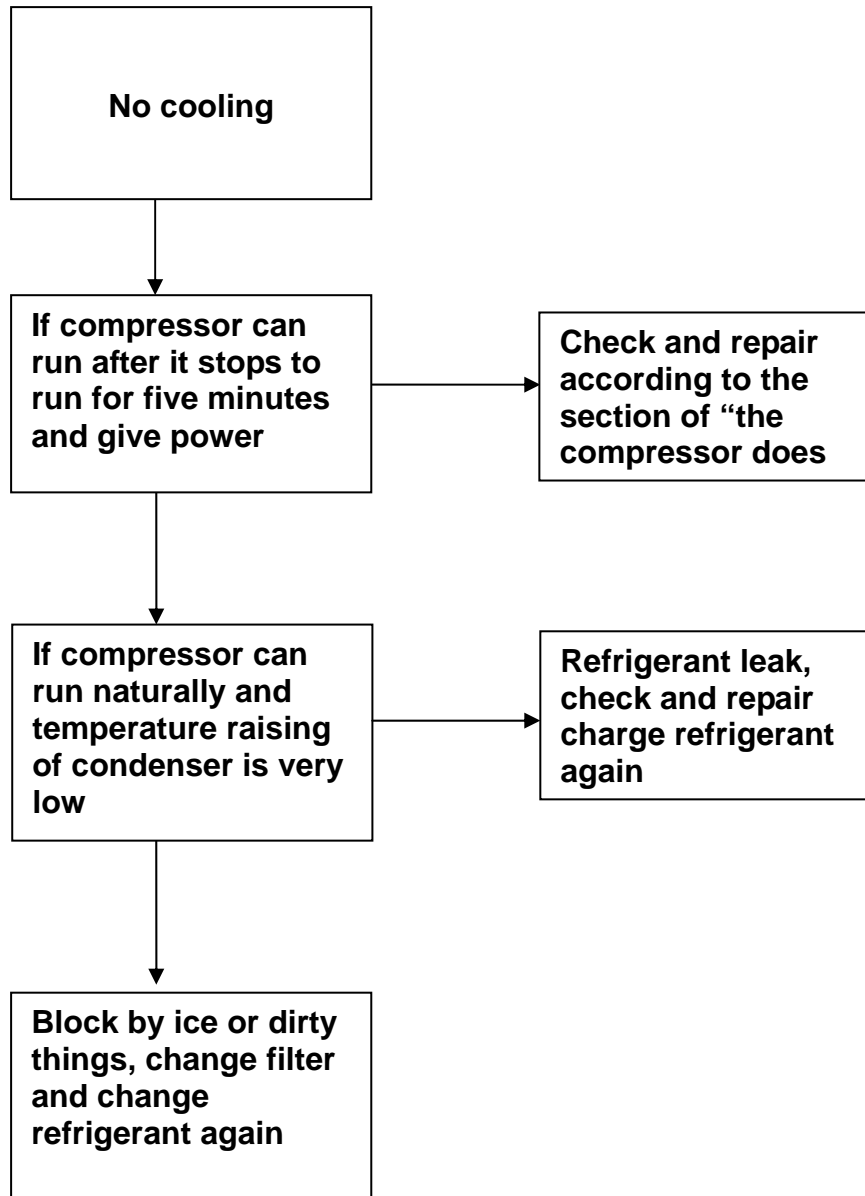 No cooling
If compressor can
run after it stops to
run for five minutes
and give power
Check and repair
according to the
section of “the
compressor does
If compressor can
run naturally and
temperature raising
of condenser is very
low
Refrigerant leak,
check and repair
charge refrigerant
again
Block by ice or dirty
things, change filter
and change
refrigerant again